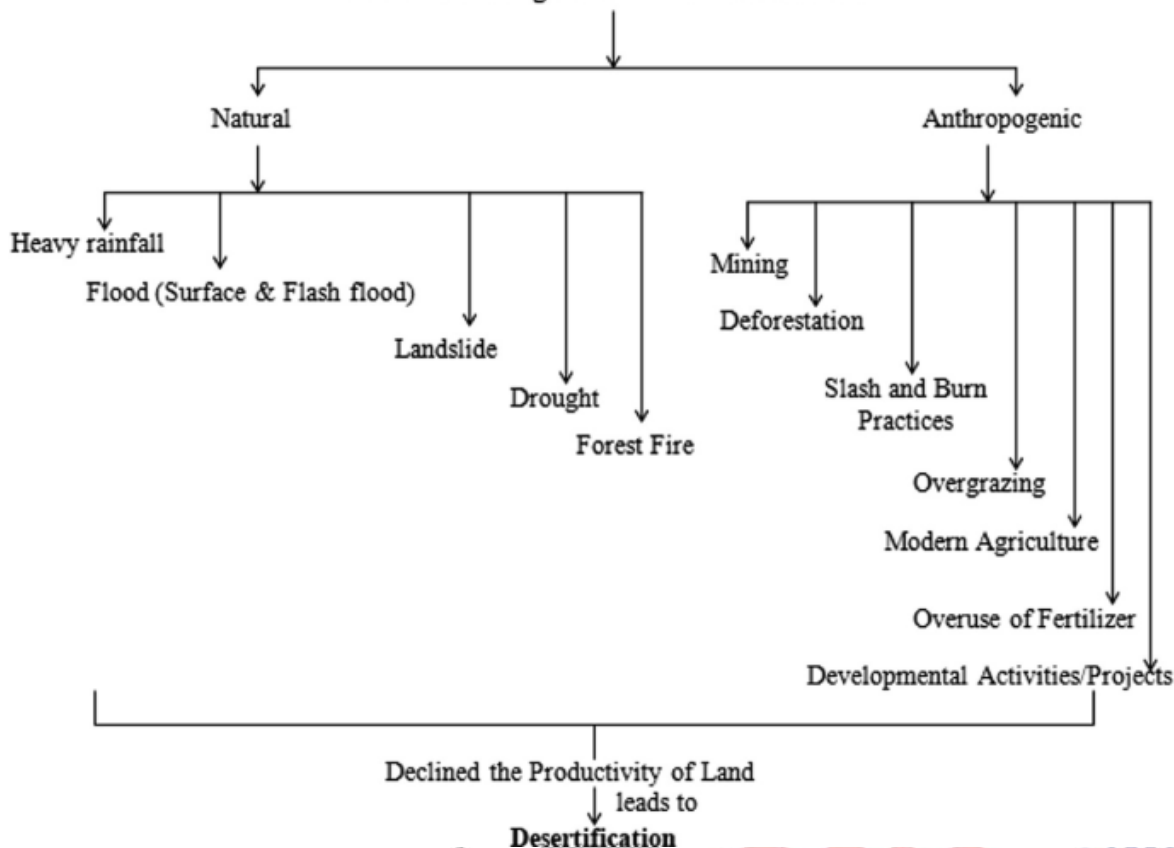 Natural
Anthropogenic
Heavy rainfall
Flood (Surface & Flash flood)
Landslide
Drought
Forest Fire
Mining
Deforestation
Slash and Burn
Practices
Overgrazing
Modern Agriculture
Overuse of Fertilizer
Developmental Activities/Projects
Declined the Productivity of Land
leads to
Desertification